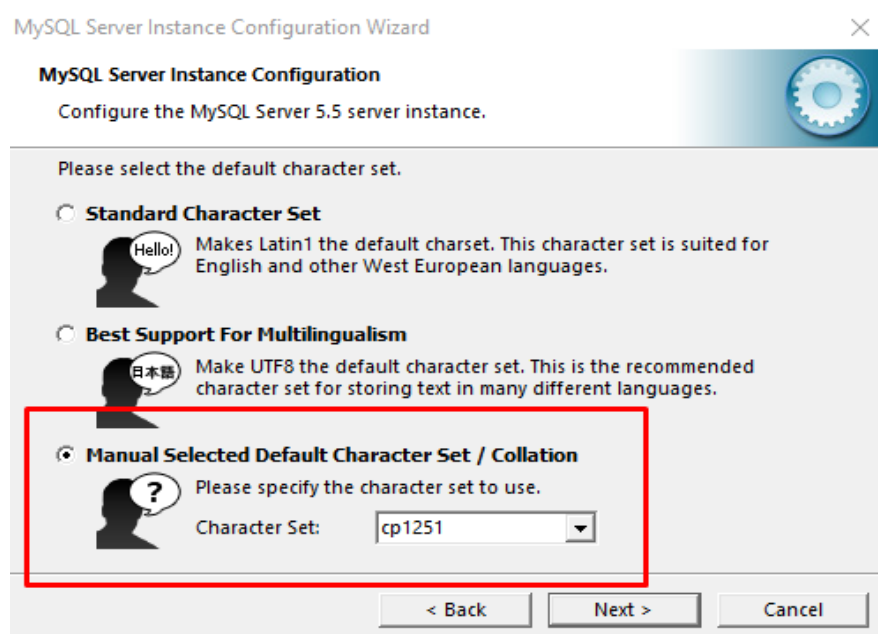 MySQL Server Instance Configuration Wizard
MySQL Server Instance Configuration
Configure the MySQL Server 5.5 server instance.
Please select the default character set.
Standard Character Set
Hello!
Makes Latin1 the default charset. This character set is suited for
English and other West European languages.
Best Support For Multilingualism
日本語
Make UTF8 the default character set. This is the recommended
character set for storing text in many different languages.
Manual Selected Default Character Set / Collation
?
Please specify the character set to use.
Character Set: cp1251
< Back Next > Cancel